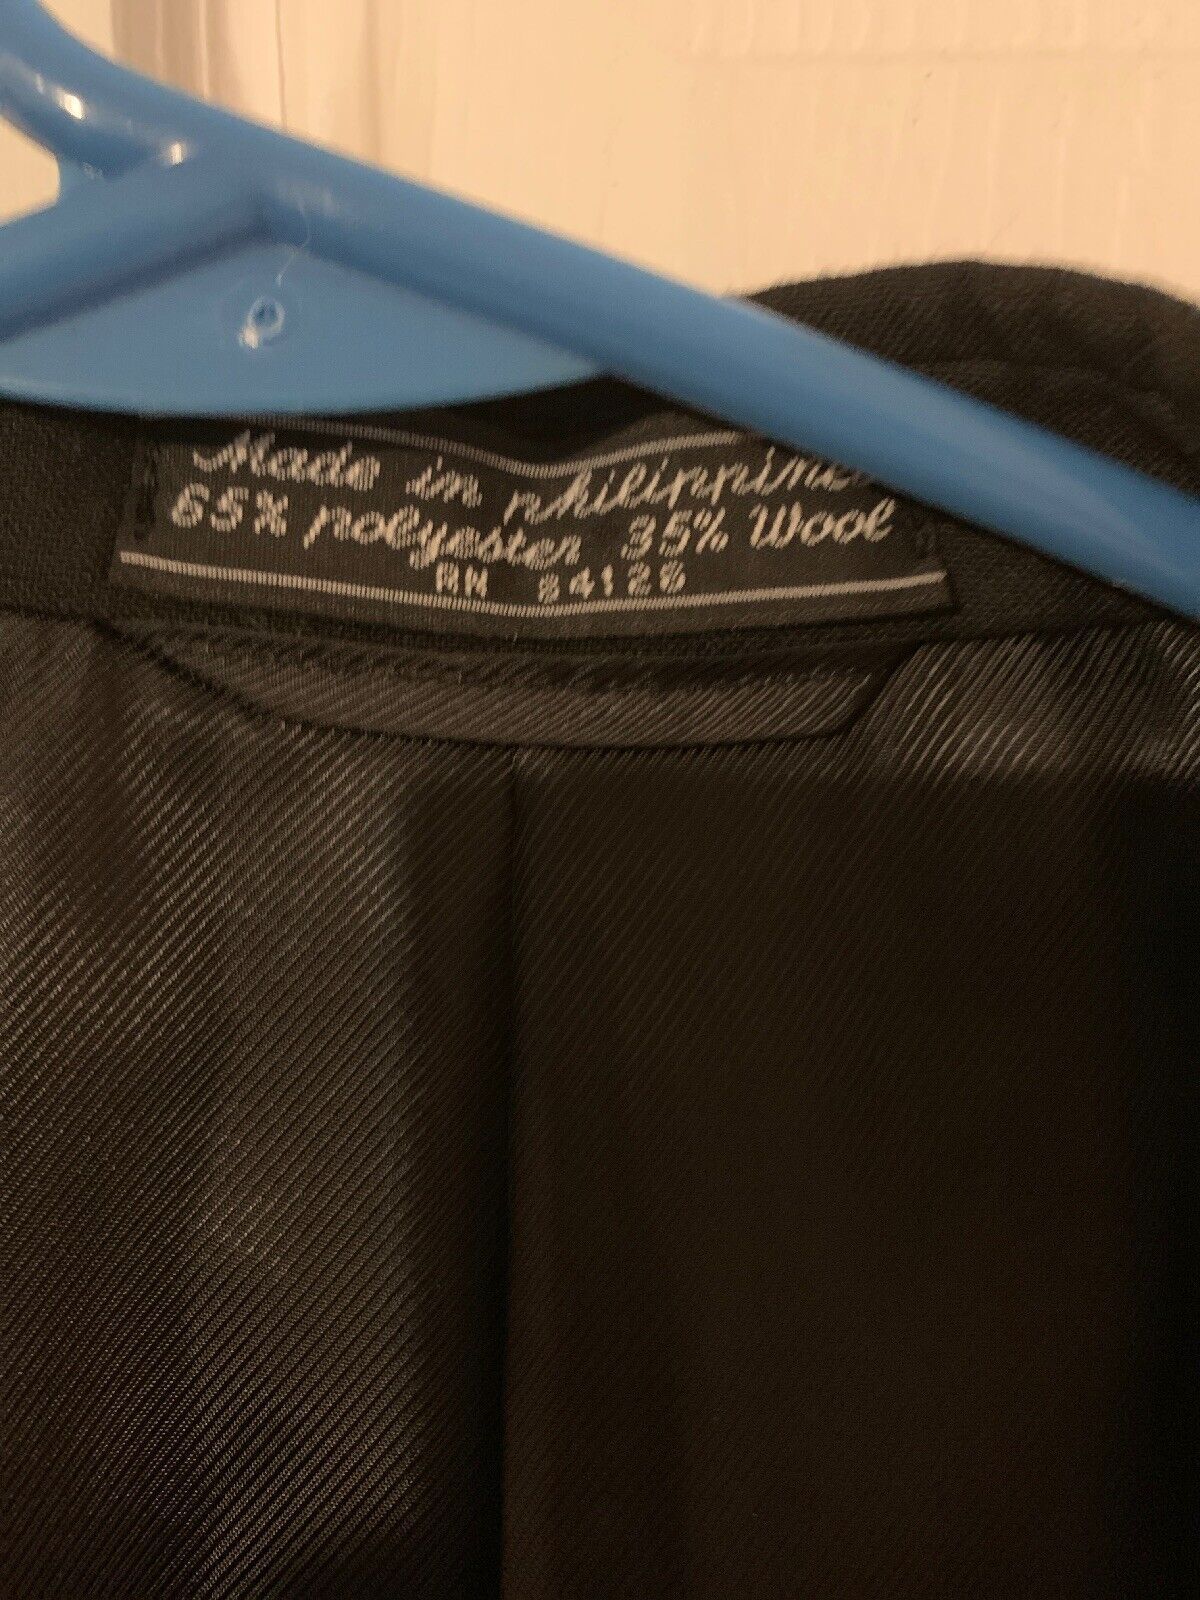 Made in philippines
65% polyester 35% Wool
RN 84126